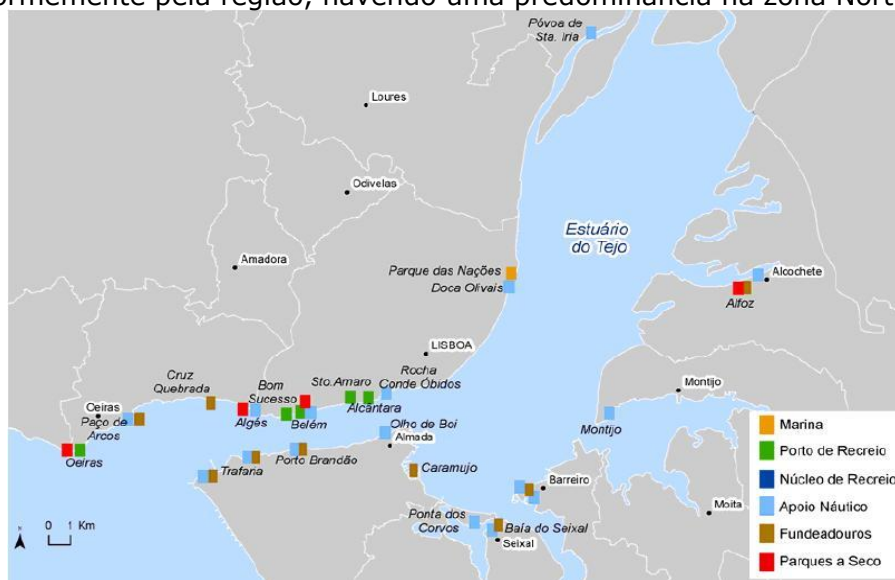 ormemente pela região, havendo uma predominância na zona Nort
Póvoa de
Sta. Iria
Loures
Odivelas
Estuário
do Tejo
Amadora
Parque das Nações
Doca Olivais
Alcochete
Alfoz
LISBOA
Cruz
Quebrada
Bom
Sucesso
Sto.Amaro
Rocha
Conde Óbidos
Montijo
Oeiras
Paço de
Arcos
Algés
Belém
Alcântara
Olho de Boi
Almada
Montijo
Oeiras
Trafaria
Porto Brandão
Caramujo
Barreiro
Moita
Ponta dos
Corvos
Baía do Seixal
Seixal
N
0 1 Km
Marina
Porto de Recreio
Núcleo de Recreio
Apoio Náutico
Fundeadouros
Parques a Seco